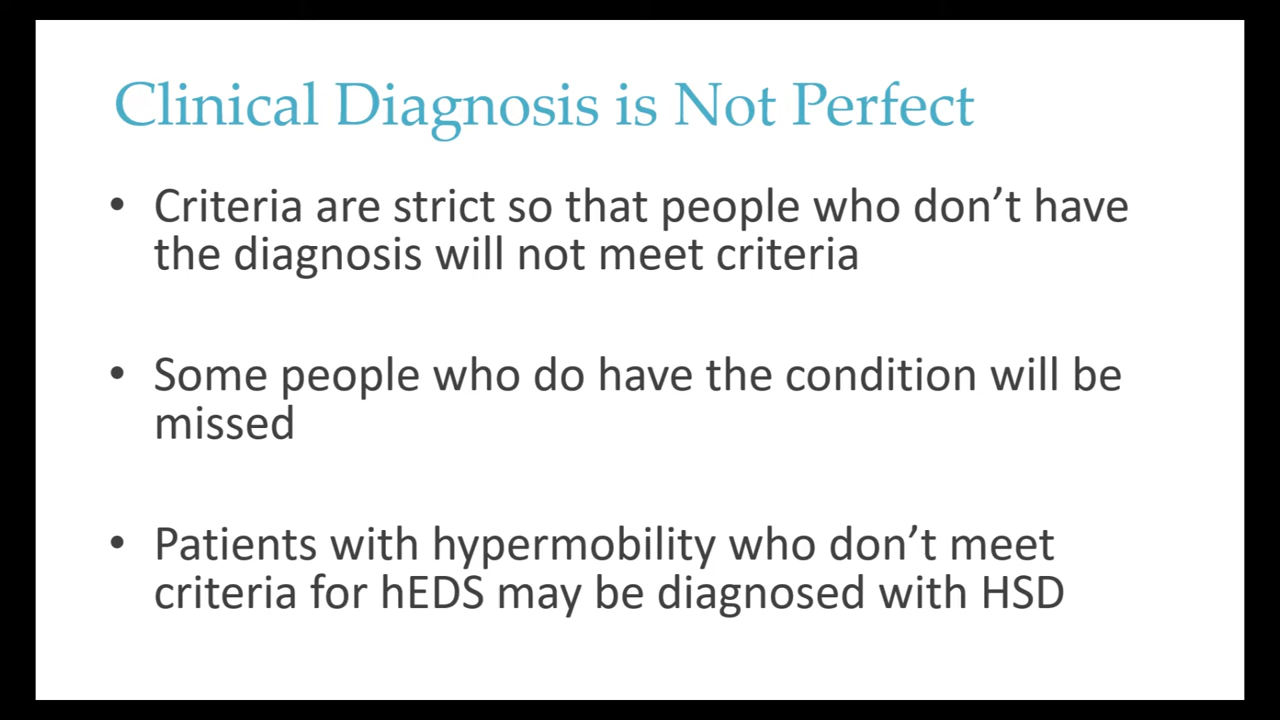 Clinical Diagnosis is Not Perfect
• Criteria are strict so that people who don’t have
the diagnosis will not meet criteria
• Some people who do have the condition will be
missed
• Patients with hypermobility who don’t meet
criteria for hEDS may be diagnosed with HSD